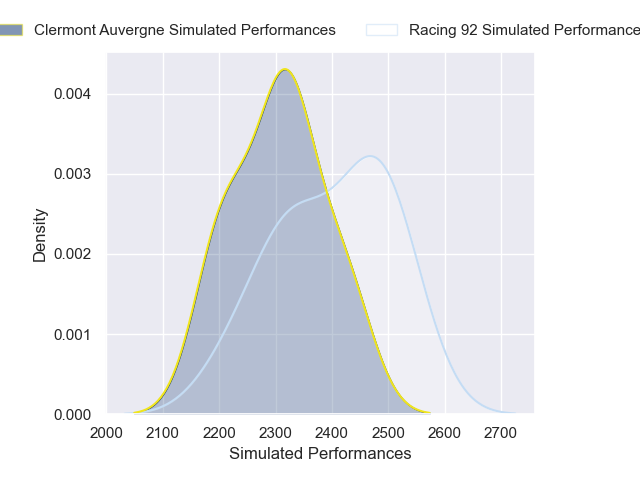 Clermont Auvergne Simulated Performances Racing 92 Simulated Performance
0.004
0.003
0.002
0.001
0.000
Density
2000 2100 2200 2300 2400 2500 2600 2700
Simulated Performances